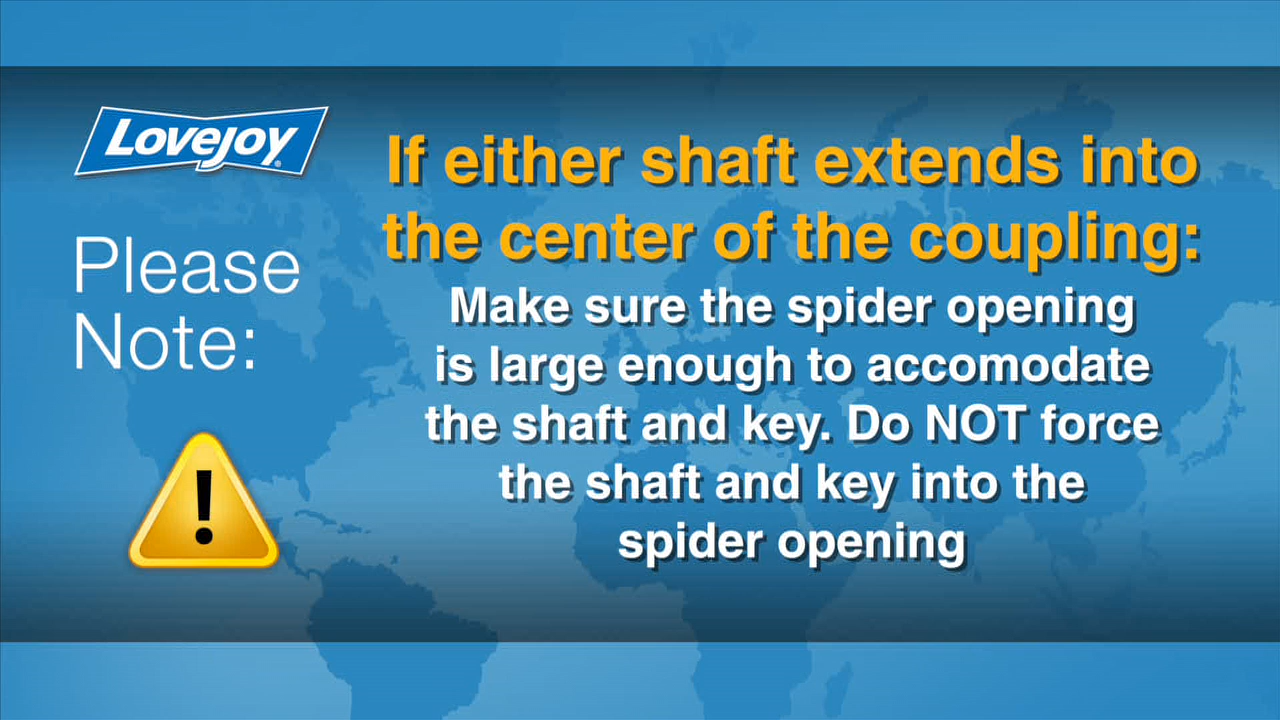 Lovejoy®
Please
Note:
!
If either shaft extends into
the center of the coupling:
Make sure the spider opening
is large enough to accomodate
the shaft and key. Do NOT force
the shaft and key into the
spider opening